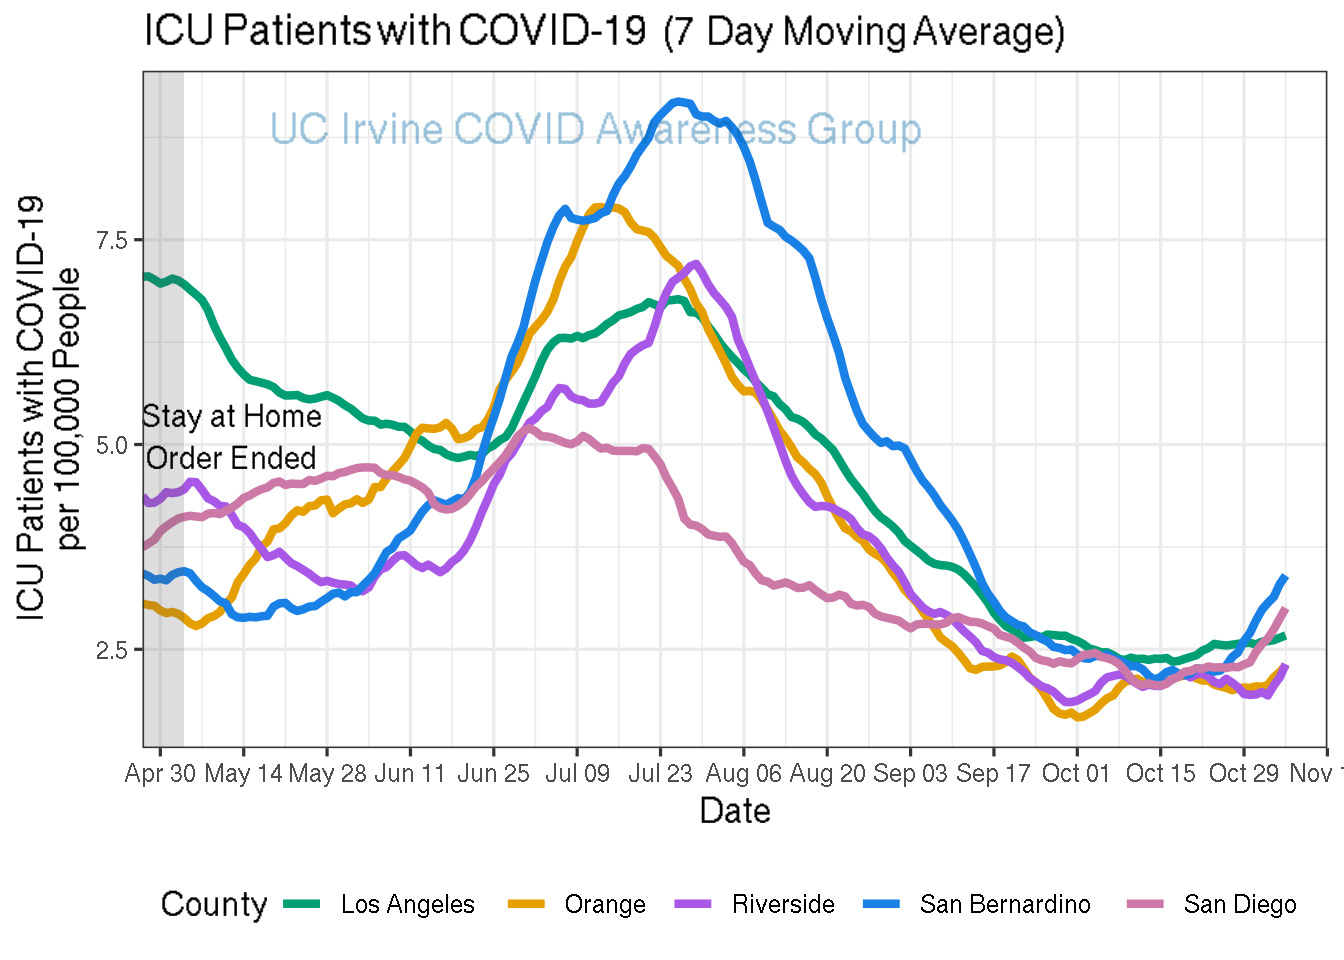 ICU Patients with COVID-19 (7 Day Moving Average)
UC Irvine COVID Awareness Group
ICU Patients with COVID-19
per 100,000 People
7.5
5.0
2.5
Stay at Home
Order Ended
Apr 30 May 14 May 28 Jun 11 Jun 25 Jul 09 Jul 23 Aug 06 Aug 20 Sep 03 Sep 17 Oct 01 Oct 15 Oct 29 Nov
Date
County Los Angeles Orange Riverside San Bernardino San Diego